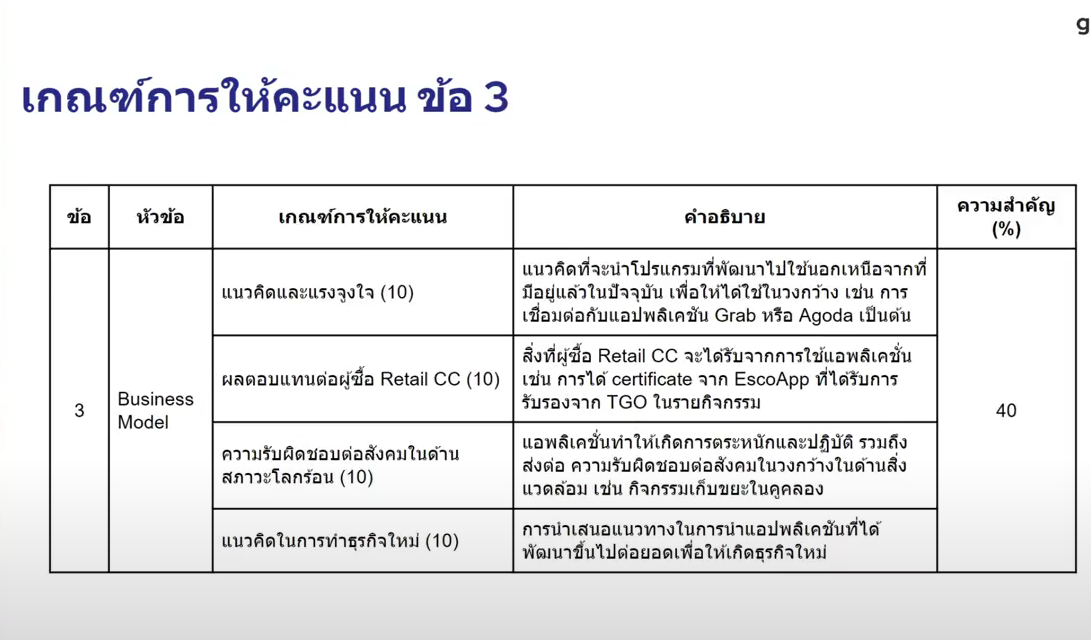 g
เกณฑ์การให้คะแนน ข้อ 3
ข้อ
หัวข้อ
เกณฑ์การให้คะแนน
คำอธิบาย
ความสำคัญ
(%)
3
Business
Model
แนวคิดและแรงจูงใจ (10)
แนวคิดที่จะนำโปรแกรมที่พัฒนาไปใช้นอกเหนือจากที่
มีอยู่แล้วในปัจจุบัน เพื่อให้ได้ใช้ในวงกว้าง เช่น การ
เชื่อมต่อกับแอปพลิเคชัน Grab หรือ Agoda เป็นต้น
ผลตอบแทนต่อผู้ซื้อ Retail CC (10)
สิ่งที่ผู้ซื้อ Retail CC จะได้รับจากการใช้แอพลิเคชั่น
เช่น การได้ certificate จาก EscoApp ที่ได้รับการ
รับรองจาก TGO ในรายกิจกรรม
ความรับผิดชอบต่อสังคมในด้าน
สภาวะโลกร้อน (10)
แอพลิเคชั่นทำให้เกิดการตระหนักและปฏิบัติ รวมถึง
ส่งต่อ ความรับผิดชอบต่อสังคมในวงกว้างในด้านสิ่ง
แวดล้อม เช่น กิจกรรมเก็บขยะในคูคลอง
แนวคิดในการทำธุรกิจใหม่ (10)
การนำเสนอแนวทางในการนำแอปพลิเคชันที่ได้
พัฒนาขึ้นไปต่อยอดเพื่อให้เกิดธุรกิจใหม่
40